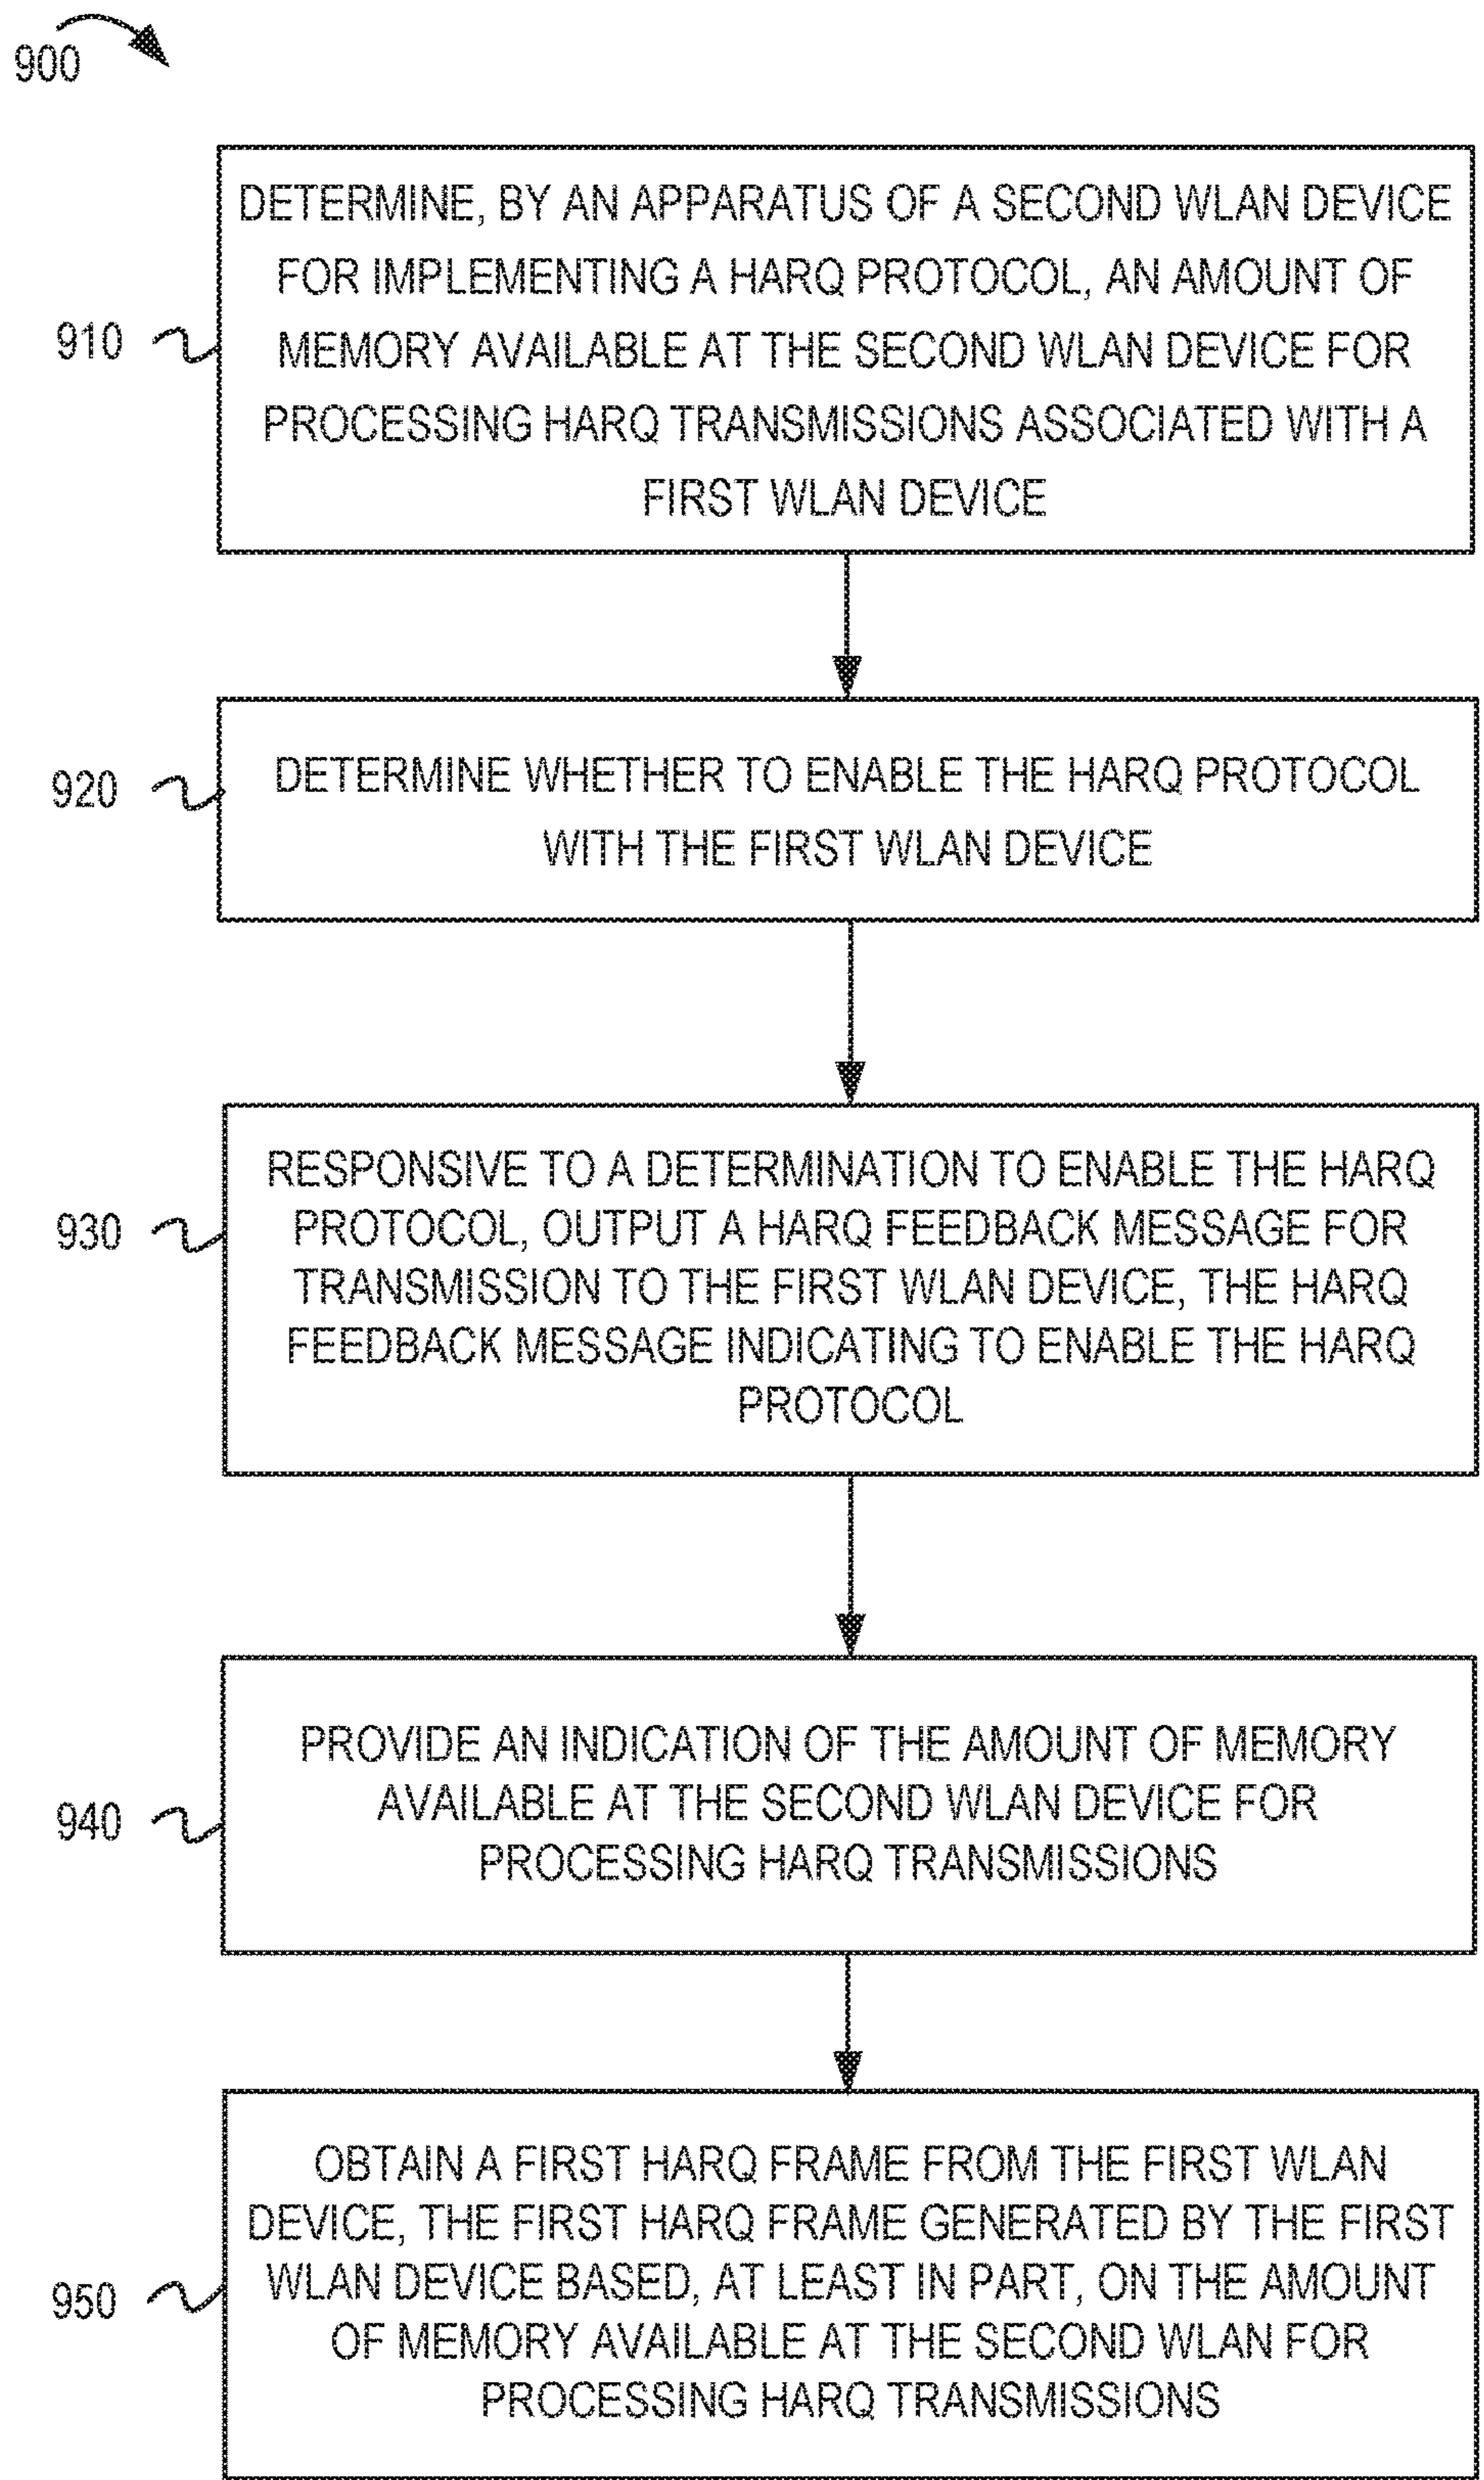 900
DETERMINE, BY AN APPARATUS OF A SECOND WLAN DEVICE
FOR IMPLEMENTING A HARQ PROTOCOL, AN AMOUNT OF
MEMORY AVAILABLE AT THE SECOND WLAN DEVICE FOR
PROCESSING HARQ TRANSMISSIONS ASSOCIATED WITH A
FIRST WLAN DEVICE
910
DETERMINE WHETHER TO ENABLE THE HARQ PROTOCOL
WITH THE FIRST WLAN DEVICE
920
RESPONSIVE TO A DETERMINATION TO ENABLE THE HARQ
PROTOCOL, OUTPUT A HARQ FEEDBACK MESSAGE FOR
TRANSMISSION TO THE FIRST WLAN DEVICE, THE HARQ
FEEDBACK MESSAGE INDICATING TO ENABLE THE HARQ
PROTOCOL
930
PROVIDE AN INDICATION OF THE AMOUNT OF MEMORY
AVAILABLE AT THE SECOND WLAN DEVICE FOR
PROCESSING HARQ TRANSMISSIONS
940
OBTAIN A FIRST HARQ FRAME FROM THE FIRST WLAN
DEVICE, THE FIRST HARQ FRAME GENERATED BY THE FIRST
WLAN DEVICE BASED, AT LEAST IN PART, ON THE AMOUNT
OF MEMORY AVAILABLE AT THE SECOND WLAN FOR
PROCESSING HARQ TRANSMISSIONS
950